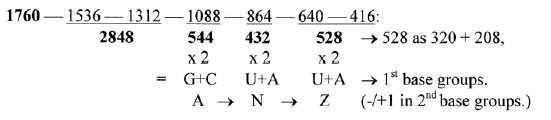 1760 — 1536 — 1312 — 1088 — 864 — 640 — 416:
2848 544 432 528 → 528 as 320 + 208,
x 2 x 2 x 2
= G+C U+A U+A → 1st base groups.
A → N → Z (-/+1 in 2nd base groups.)